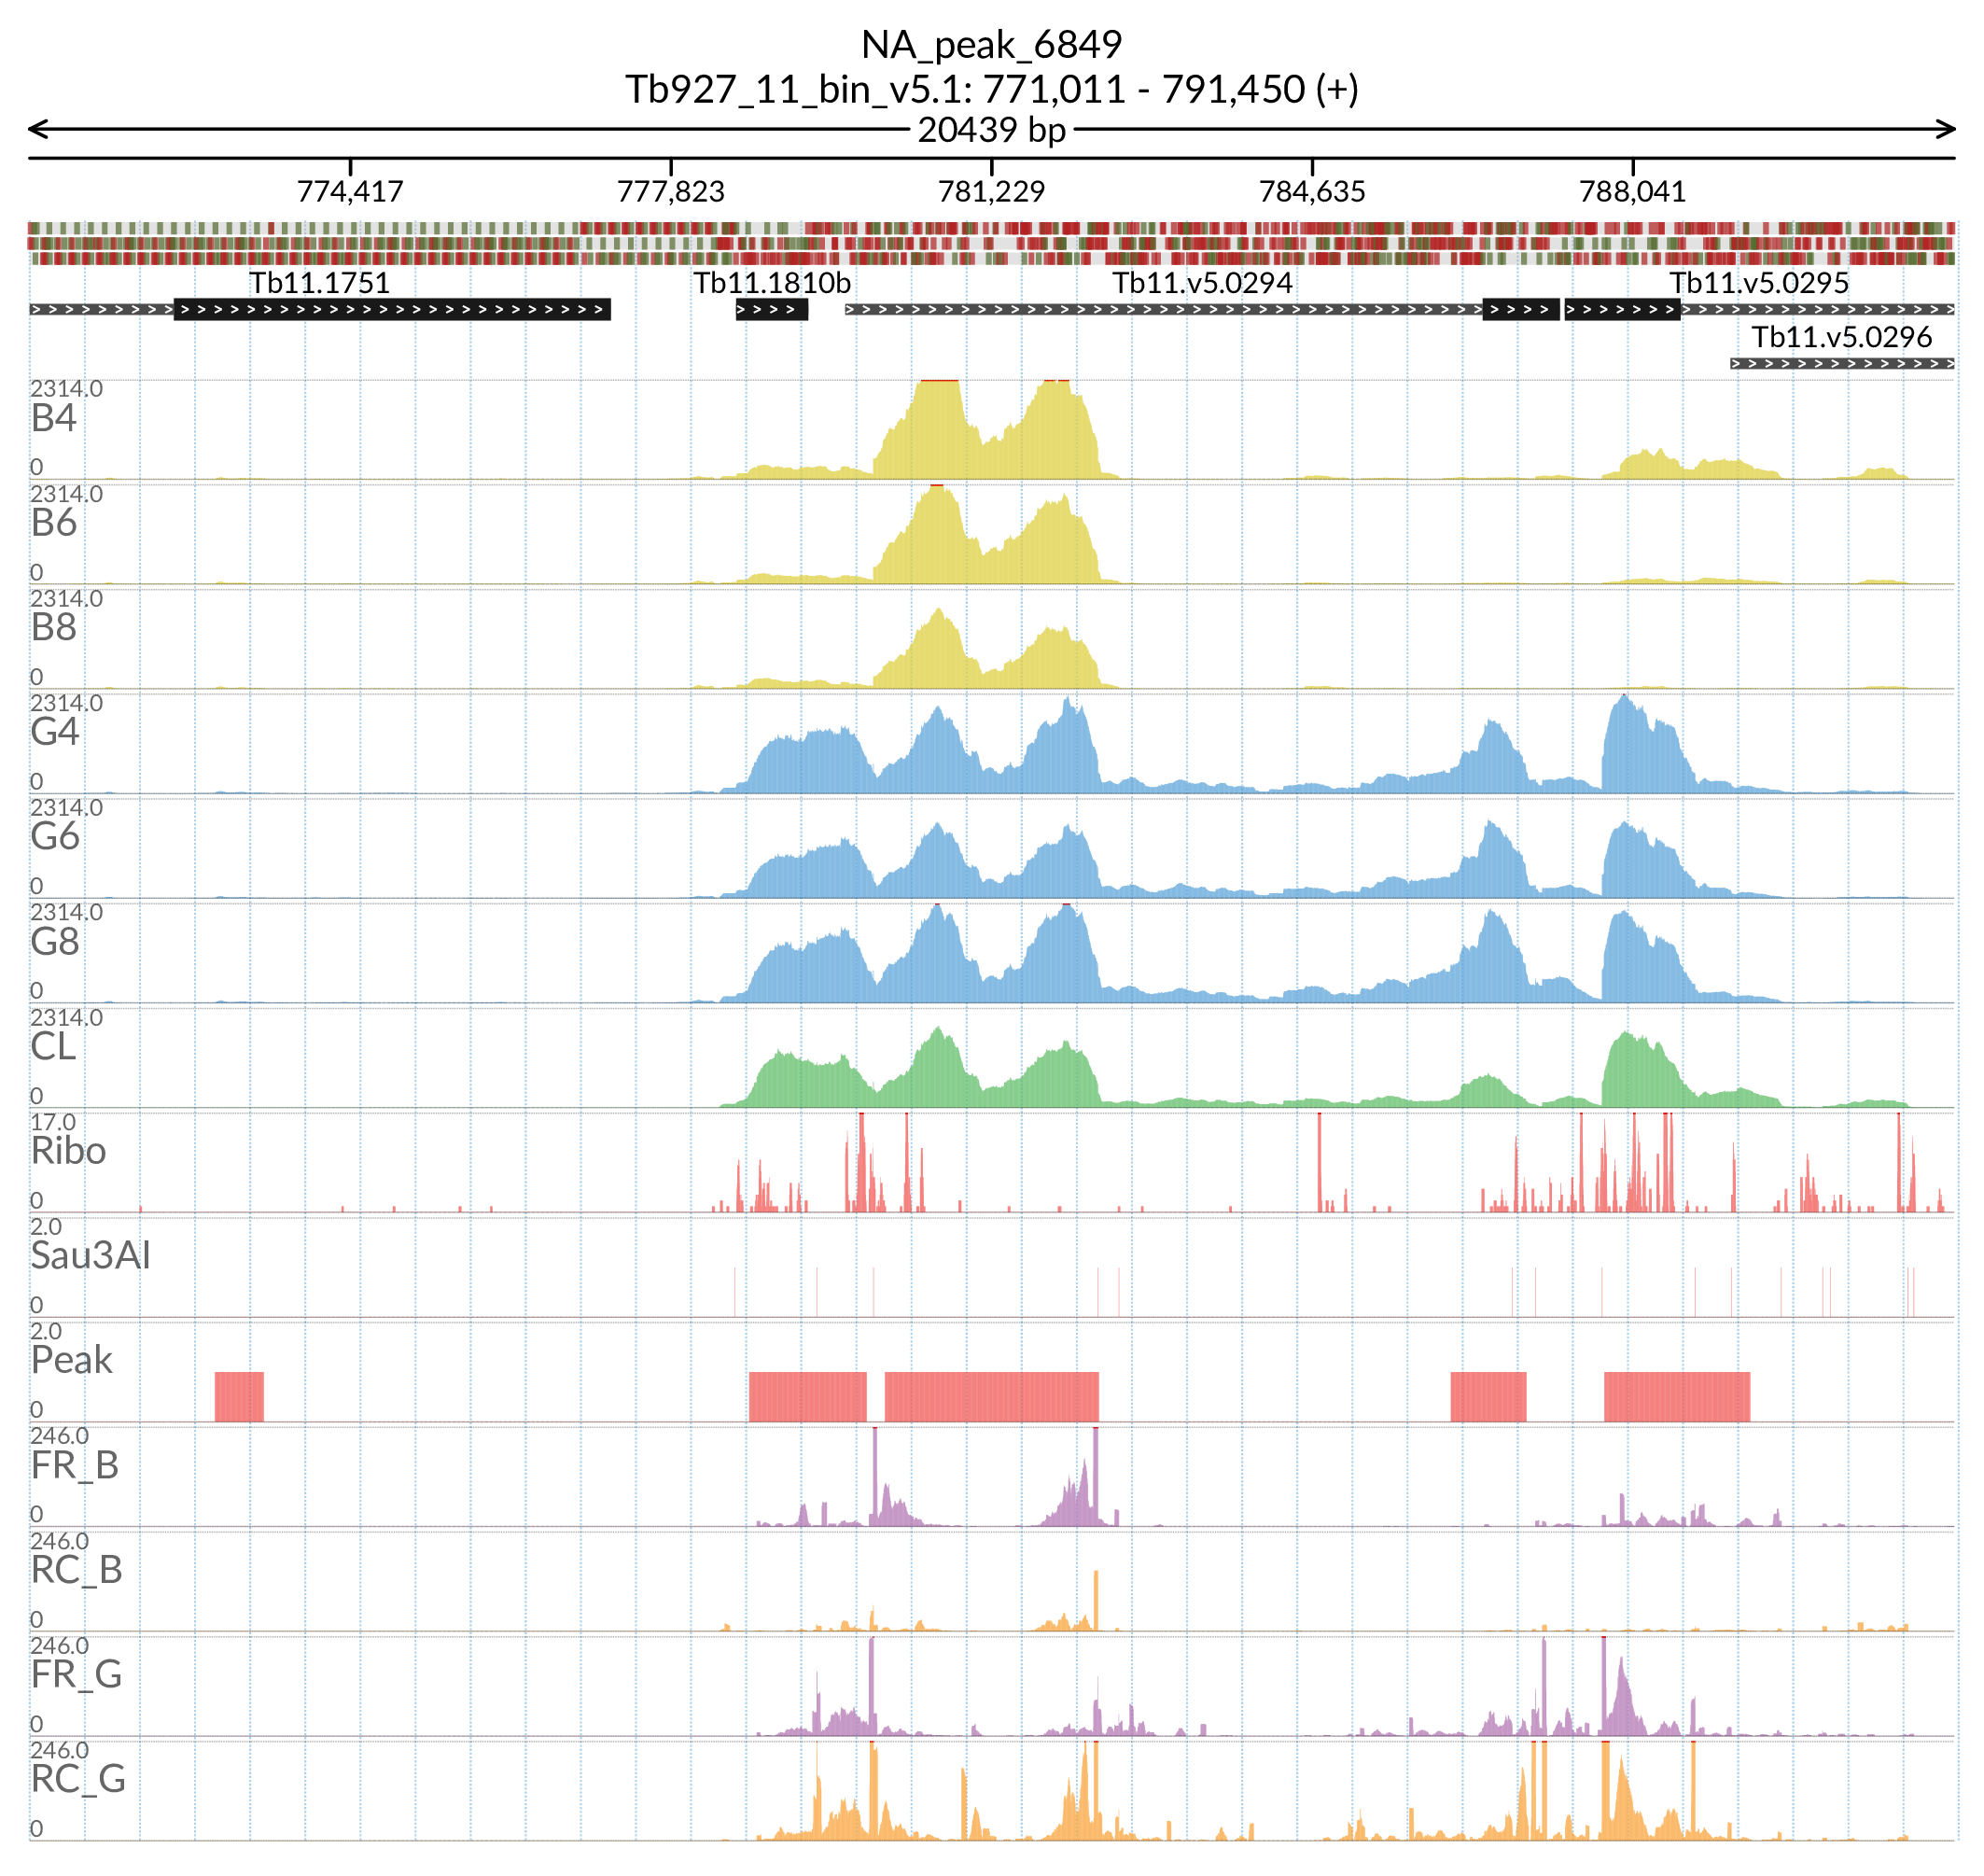 NA_peak_6849
Tb927_11_bin_v5.1: 771,011 - 791,450 (+)
20439 bp
774,417 777,823 781,229 784,635 788,041
Tb11.1751 Tb11.1810b Tb11.v5.0294 Tb11.v5.0295
Tb11.v5.0296
2314.0
B4
0
2314.0
B6
0
2314.0
B8
0
2314.0
G4
0
2314.0
G6
0
2314.0
G8
0
2314.0
CL
0
17.0
Ribo
0
2.0
Sau3AI
0
2.0
Peak
0
246.0
FR_B
0
246.0
RC_B
0
246.0
FR_G
0
246.0
RC_G
0